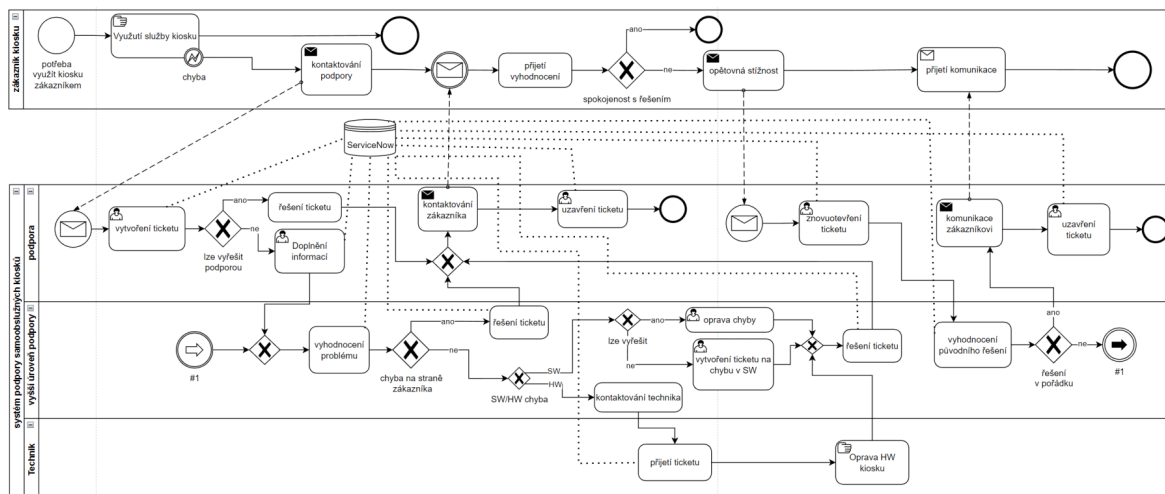 zákazník kiosku
potřeba
využít kiosku
zákazníkem
Využutí služby kiosku
chyba
kontaktování
podpory
přijetí
vyhodnocení
spokojenost s řešením
ano
ne
opětovná stížnost
přijetí komunikace
ServiceNow
systém podpory samoobslužných kiosků
podpora
vytvoření ticketu
lze vyřešit
podporou
ano
ne
řešení ticketu
Doplnění
informací
kontaktování
zákazníka
uzavření ticketu
znovuotevření
ticketu
komunikace
zákazníkovi
uzavření
ticketu
vyšší úroveň podpory
#1
vyhodnocení
problému
chyba na straně
zákazníka
ano
ne
řešení ticketu
SW/HW chyba
SW
HW
lze vyřešit
ano
ne
oprava chyby
vytvoření ticketu na
chybu v SW
řešení ticketu
kontaktování technika
vyhodnocení
původního řešení
řešení
v pořádku
ano
ne
#1
Technik
přijetí ticketu
Oprava HW
kiosku